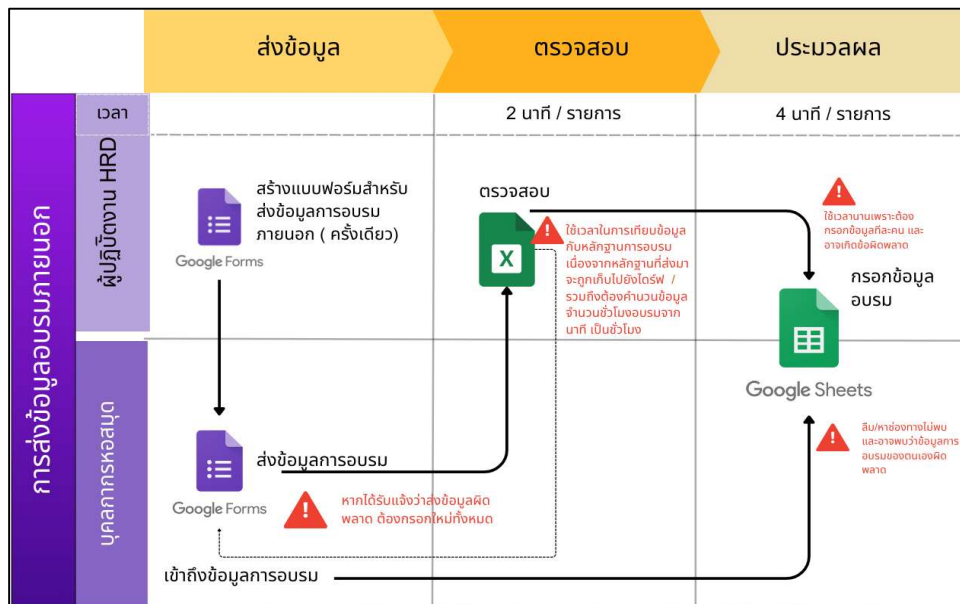 ส่งข้อมูล
ตรวจสอบ
ประมวลผล
การส่งข้อมูลอบรมภายนอก
เวลา
2 นาที / รายการ
4 นาที / รายการ
ผู้ปฏิบัติงาน HRD
สร้างแบบฟอร์มสำหรับ
ส่งข้อมูลการอบรม
ภายนอก ( ครั้งเดียว)
Google Forms
ตรวจสอบ
X
ใช้เวลาในการเทียบข้อมูล
กับหลักฐานการอบรม
เนื่องจากหลักฐานที่ส่งมา
จะถูกเก็บไปยังไดร์ฟ /
รวมถึงต้องคำนวนข้อมูล
จำนวนชั่วโมงอบรมจาก
นาที เป็นชั่วโมง
ใช้เวลานานเพราะต้อง
กรอกข้อมูลทีละคน และ
อาจเกิดข้อผิดพลาด
กรอกข้อมูล
อบรม
Google Sheets
บุคลากรหอสมุด
ส่งข้อมูลการอบรม
Google Forms
หากได้รับแจ้งว่าส่งข้อมูลผิด
พลาด ต้องกรอกใหม่ทั้งหมด
ลืม/หาช่องทางไม่พบ
และอาจพบว่าข้อมูลการ
อบรมของตนเองผิด
พลาด
เข้าถึงข้อมูลการอบรม